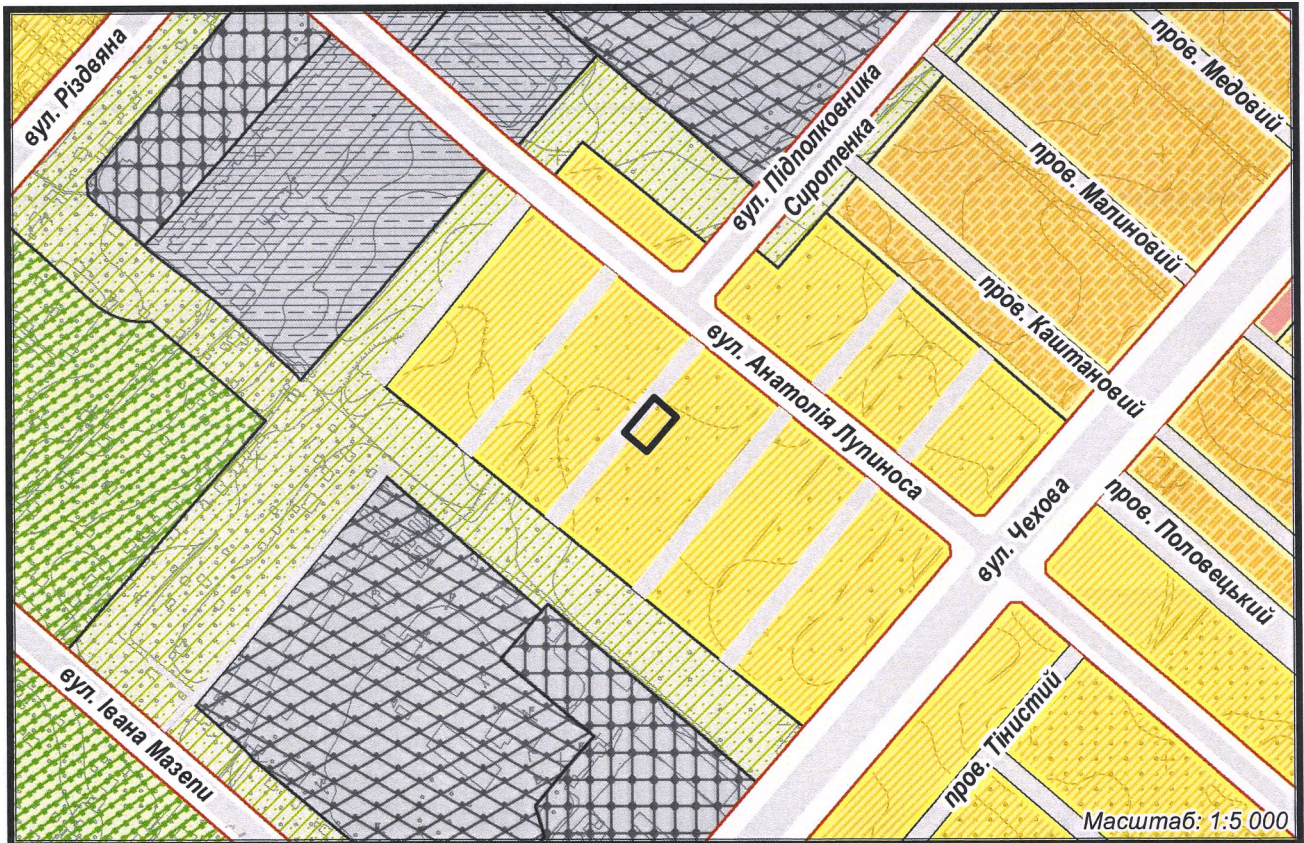 вул. Різдвяна
пров. Медовий
вул. Підполковника
Сиротенка
пров. Малиновий
пров. Каштановий
вул. Анатолія Лупиноса
вул. Чехова
пров. Половецький
вул. Івана Мазепи
пров. Тінистий
Масштаб: 1:5 000